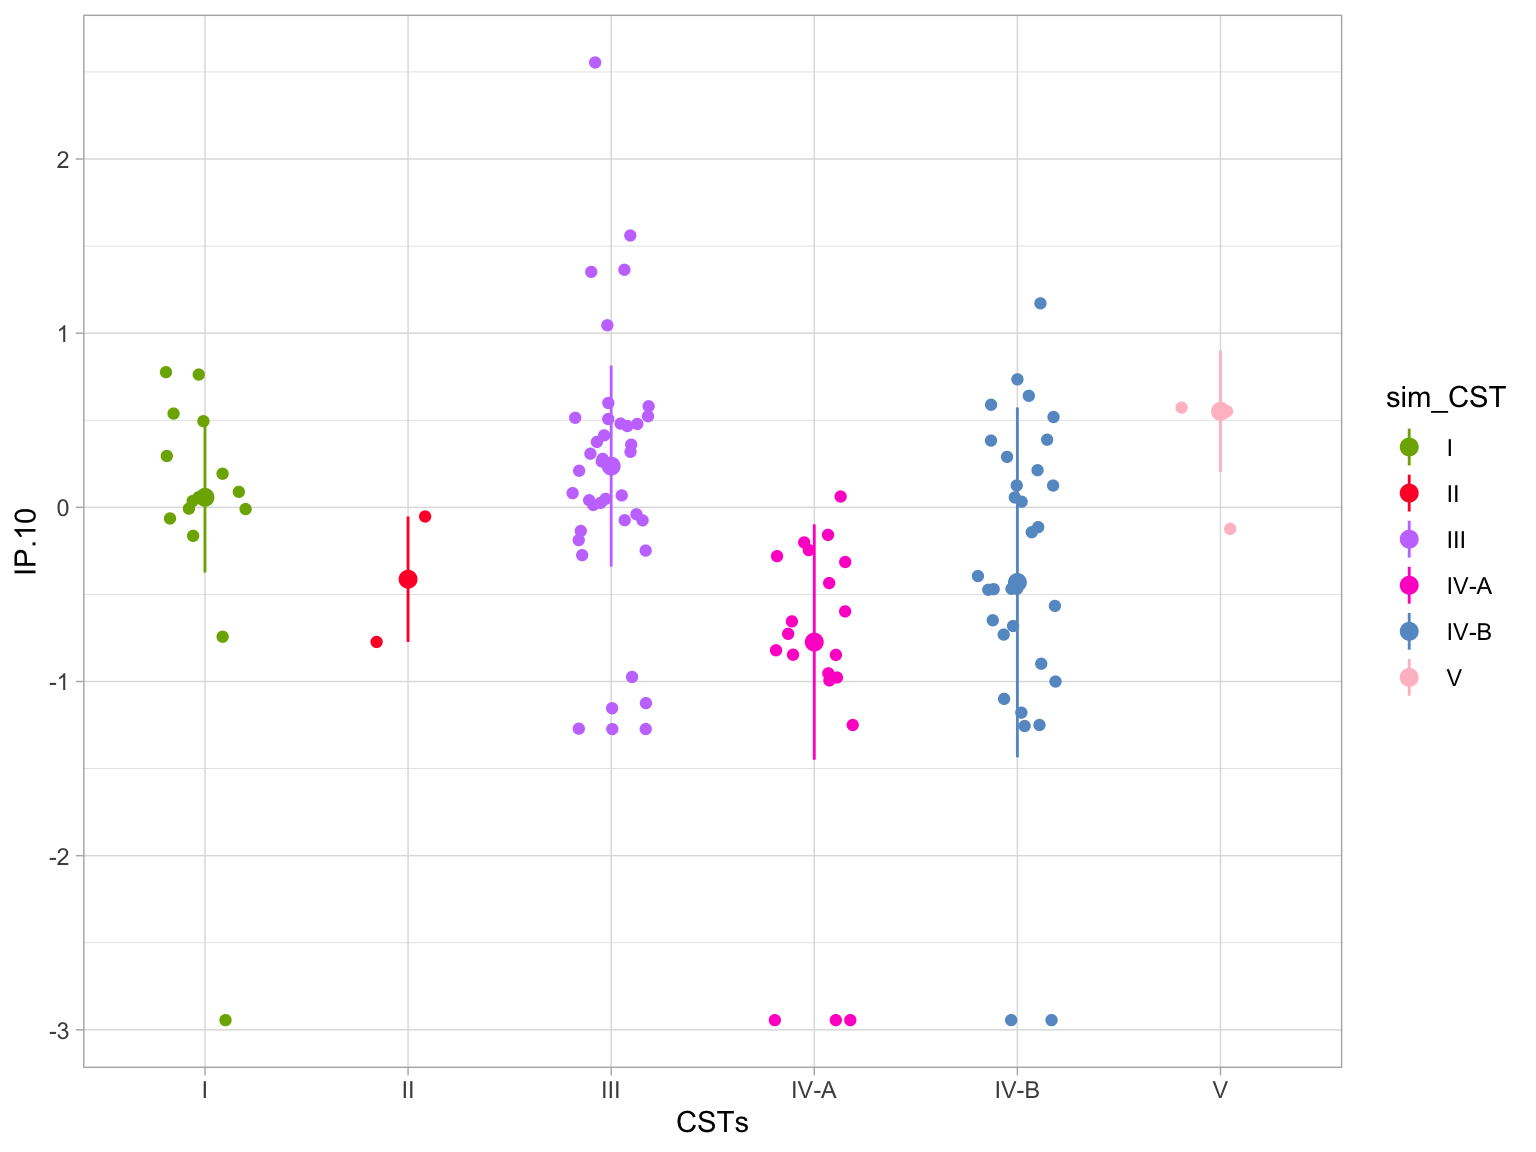 IP.10
2
1
0
-1
-2
-3
I II III IV-A IV-B V
CSTs
sim_CST
I
II
III
IV-A
IV-B
V